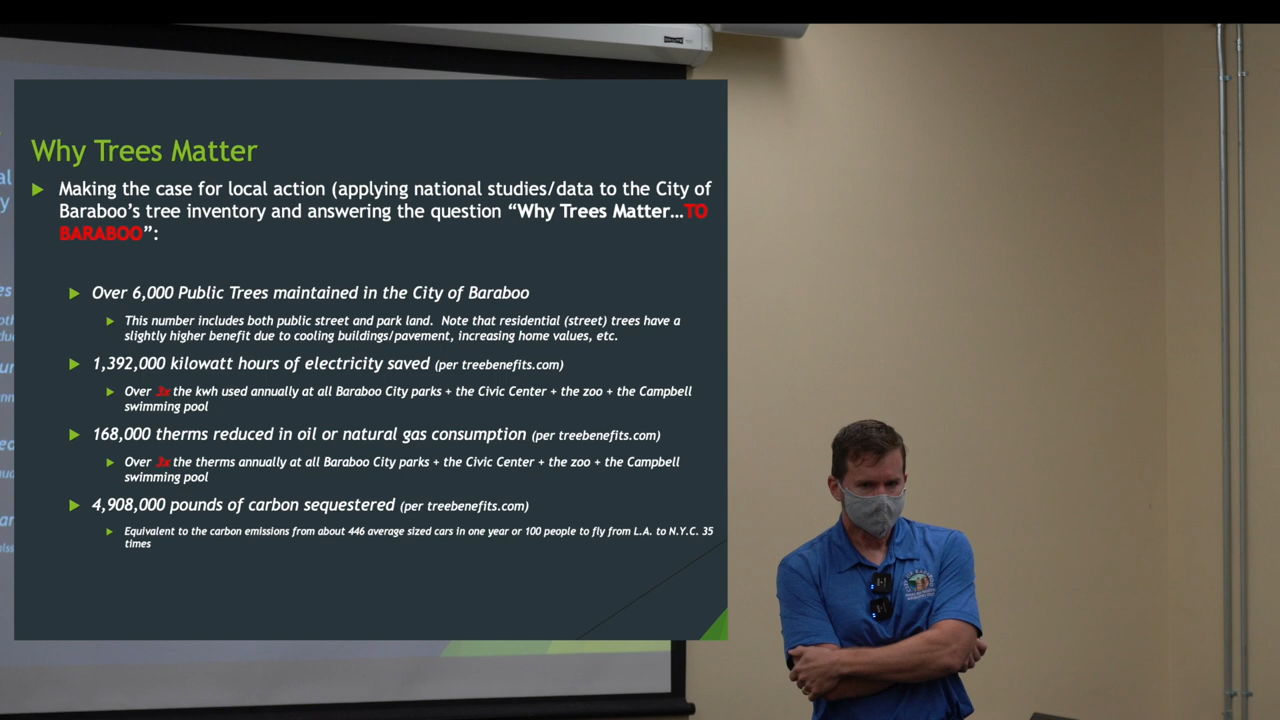 Why Trees Matter
Making the case for local action (applying national studies/data to the City of
Baraboo's tree inventory and answering the question “Why Trees Matter…TO
BARABOO”:
Over 6,000 Public Trees maintained in the City of Baraboo
This number includes both public street and park land. Note that residential (street) trees have a
slightly higher benefit due to cooling buildings/pavement, increasing home values, etc.
1,392,000 kilowatt hours of electricity saved (per treebenefits.com)
Over 3x the kwh used annually at all Baraboo City parks + the Civic Center + the zoo + the Campbell
swimming pool
168,000 therms reduced in oil or natural gas consumption (per treebenefits.com)
Over 3x the therms annually at all Baraboo City parks + the Civic Center + the zoo + the Campbell
swimming pool
4,908,000 pounds of carbon sequestered (per treebenefits.com)
Equivalent to the carbon emissions from about 446 average sized cars in one year or 100 people to fly from L.A. to N.Y.C. 35
times